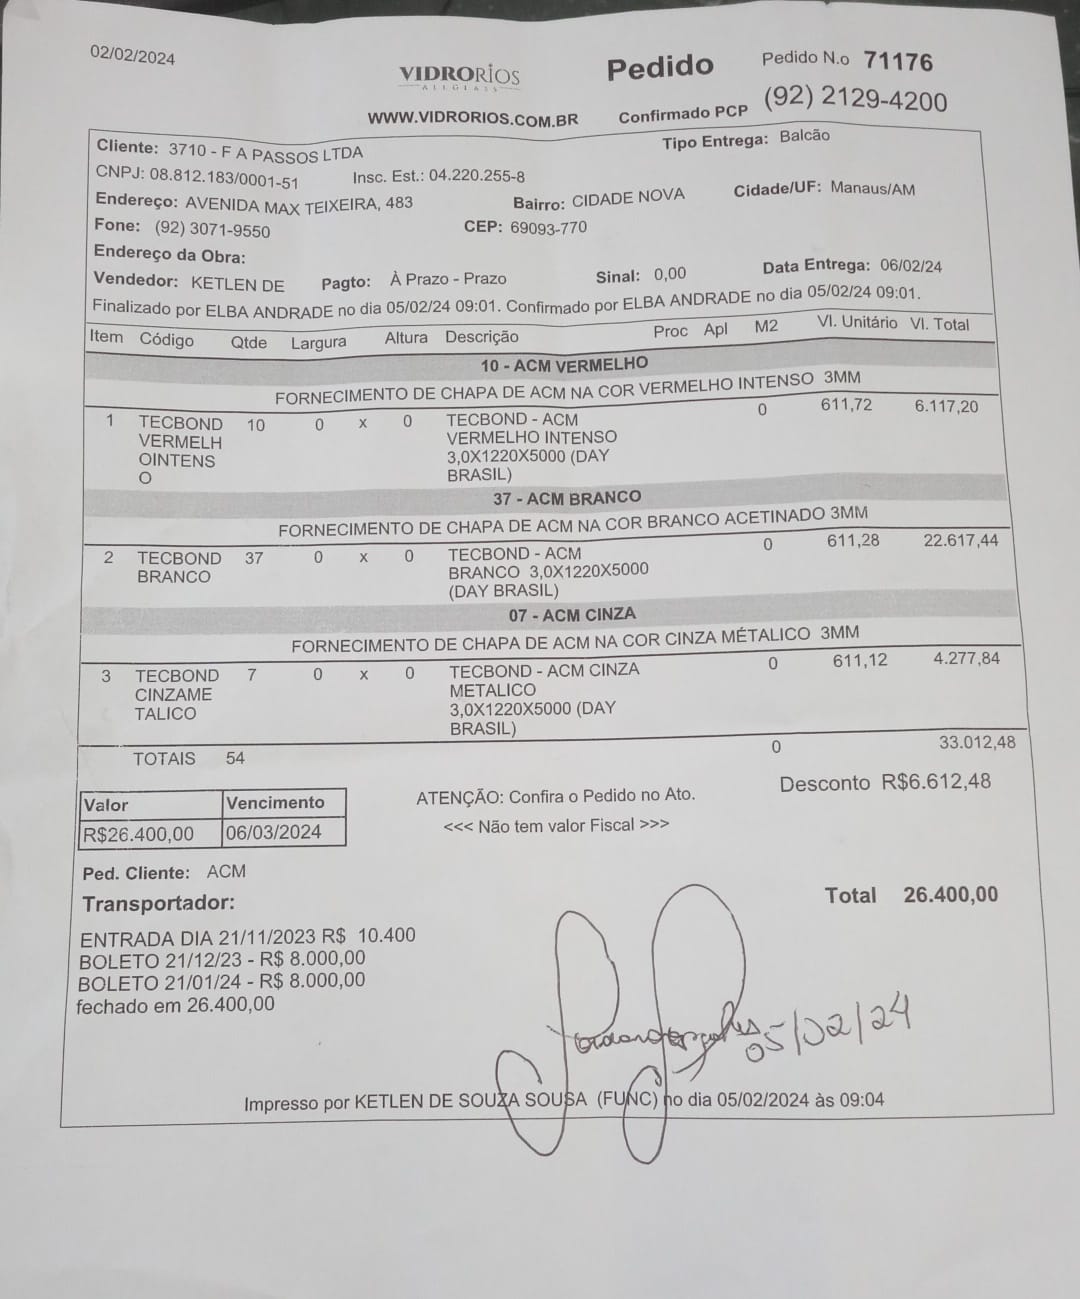 02/02/2024
VIDRORIOS
ALLGLASS
Pedido
Pedido N.o 71176
WWW.VIDRORIOS.COM.BR
Confirmado PCP
(92) 2129-4200
Cliente: 3710 - F A PASSOS LTDA
Tipo Entrega: Balcão
CNPJ: 08.812.183/0001-51 Insc. Est.: 04.220.255-8
Endereço: AVENIDA MAX TEIXEIRA, 483 Bairro: CIDADE NOVA Cidade/UF: Manaus/AM
Fone: (92) 3071-9550 CEP: 69093-770
Endereço da Obra:
Vendedor: KETLEN DE Pagto: À Prazo - Prazo Sinal: 0,00 Data Entrega: 06/02/24
Finalizado por ELBA ANDRADE no dia 05/02/24 09:01. Confirmado por ELBA ANDRADE no dia 05/02/24 09:01.
Item Código Qtde Largura Altura Descrição Proc Apl M2 Vl. Unitário Vl. Total
10 - ACM VERMELHO
FORNECIMENTO DE CHAPA DE ACM NA COR VERMELHO INTENSO 3MM
1 TECBOND 10 0 x 0 TECBOND - ACM 0 611,72 6.117,20
VERMELH VERMELHO INTENSO
OINTENS 3,0X1220X5000 (DAY
O BRASIL)
37 - ACM BRANCO
FORNECIMENTO DE CHAPA DE ACM NA COR BRANCO ACETINADO 3MM
2 TECBOND 37 0 x 0 TECBOND - ACM 0 611,28 22.617,44
BRANCO BRANCO 3,0X1220X5000
(DAY BRASIL)
07 - ACM CINZA
FORNECIMENTO DE CHAPA DE ACM NA COR CINZA MÉTALICO 3MM
3 TECBOND 7 0 x 0 TECBOND - ACM CINZA 0 611,12 4.277,84
CINZAME METALICO
TALICO 3,0X1220X5000 (DAY
BRASIL)
TOTAIS 54 0 33.012,48
Desconto R$6.612,48
Valor Vencimento
R$26.400,00 06/03/2024
ATENÇÃO: Confira o Pedido no Ato.
<<< Não tem valor Fiscal >>>
Ped. Cliente: ACM
Transportador:
Total 26.400,00
ENTRADA DIA 21/11/2023 R$ 10.400
BOLETO 21/12/23 - R$ 8.000,00
BOLETO 21/01/24 - R$ 8.000,00
fechado em 26.400,00
05/02/24
Impresso por KETLEN DE SOUZA SOUSA (FUNC) no dia 05/02/2024 às 09:04